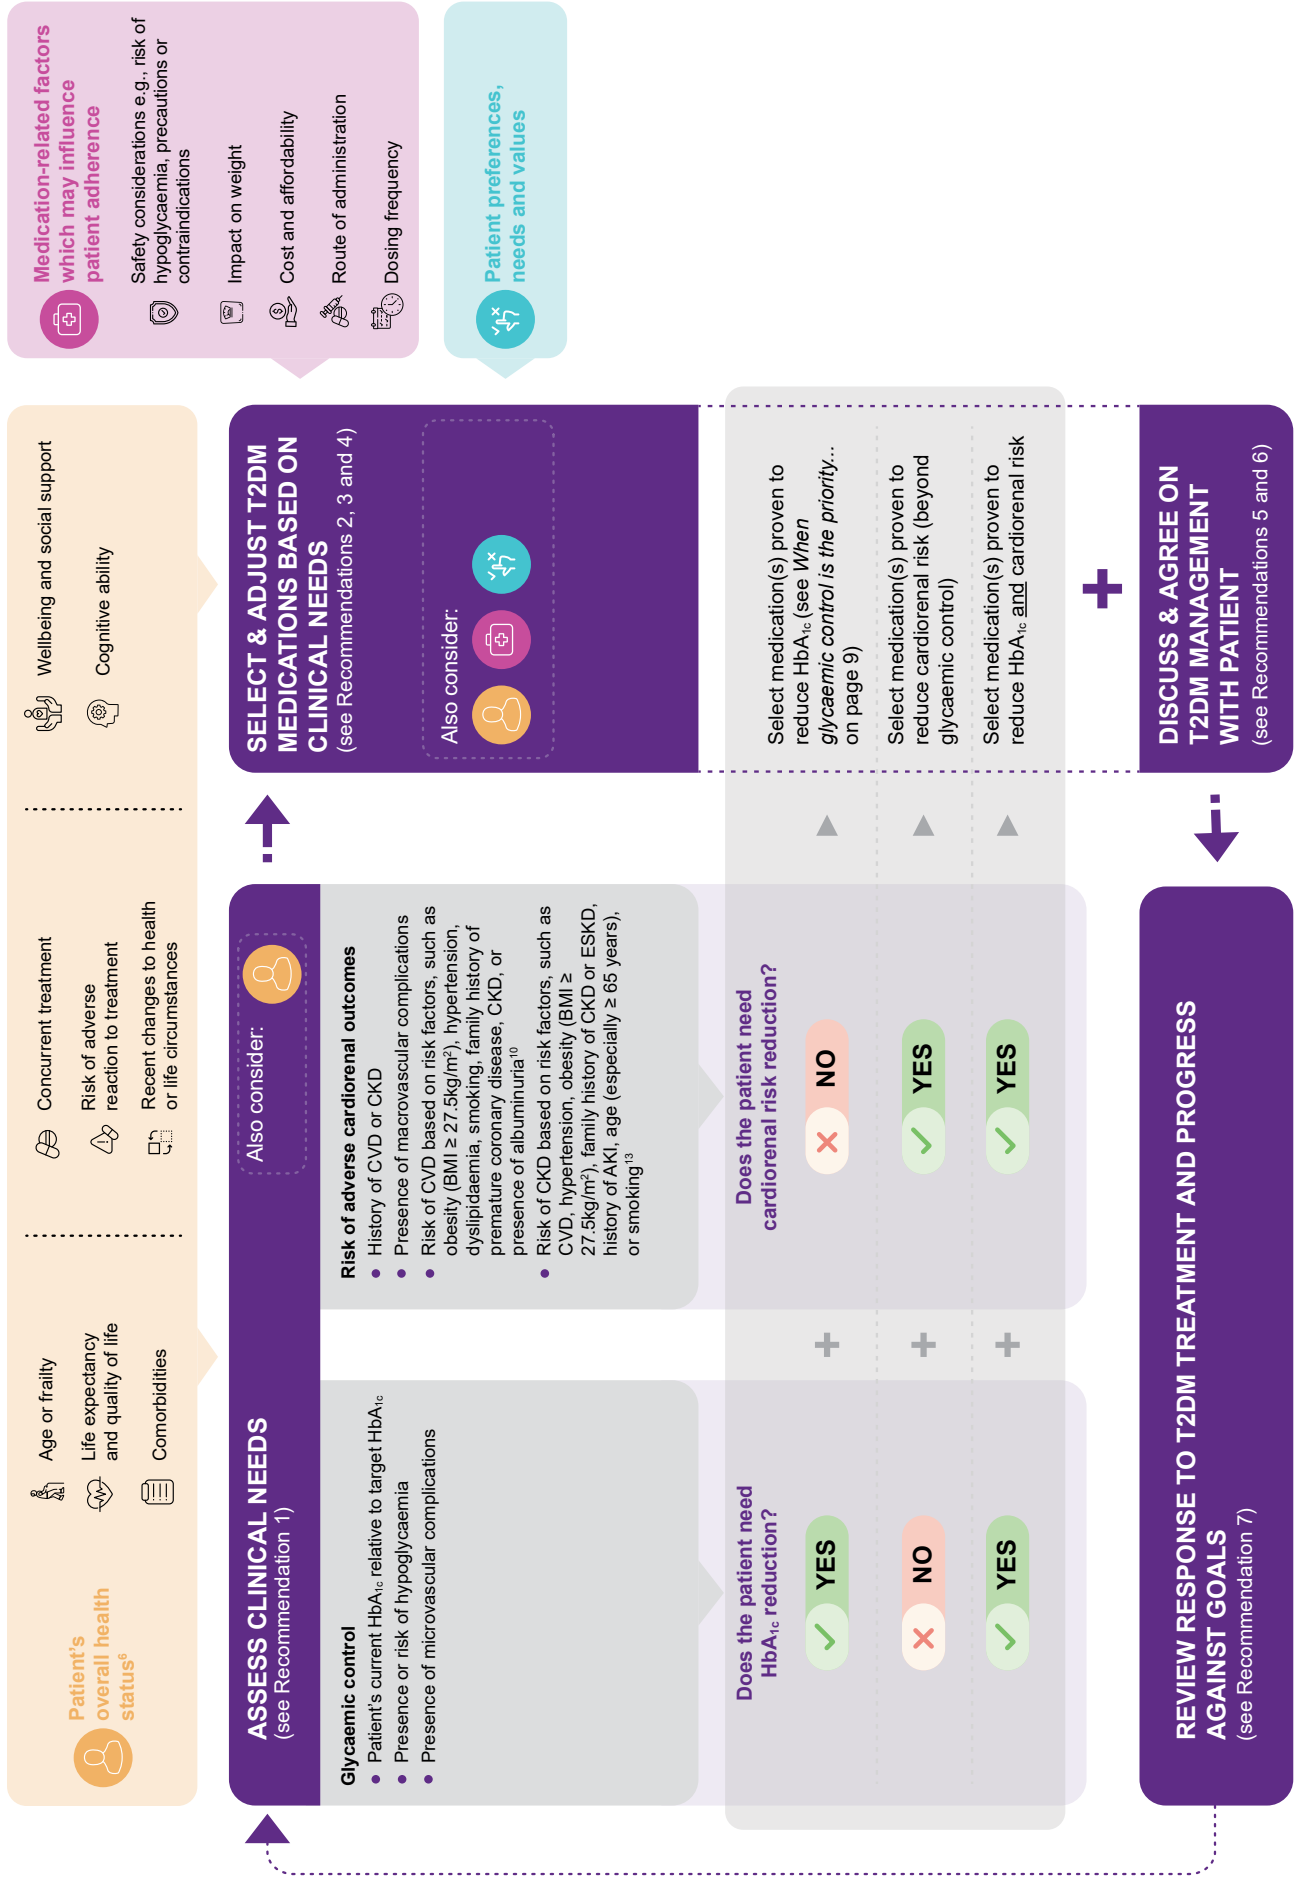 Patient's
overall health
status⁶
Age or frailty
Life expectancy
and quality of life
Comorbidities
Concurrent treatment
Risk of adverse
reaction to treatment
Recent changes to health
or life circumstances
Wellbeing and social support
Cognitive ability
Medication-related factors
which may influence
patient adherence
Safety considerations e.g., risk of
hypoglycaemia, precautions or
contraindications
Impact on weight
Cost and affordability
Route of administration
Dosing frequency
Patient preferences,
needs and values
ASSESS CLINICAL NEEDS
(see Recommendation 1)
Also consider:
Glycaemic control
• Patient's current HbA1c relative to target HbA1c
• Presence or risk of hypoglycaemia
• Presence of microvascular complications
Risk of adverse cardiorenal outcomes
• History of CVD or CKD
• Presence of macrovascular complications
• Risk of CVD based on risk factors, such as
obesity (BMI ≥ 27.5kg/m²), hypertension,
dyslipidaemia, smoking, family history of
premature coronary disease, CKD, or
presence of albuminuria¹⁰
• Risk of CKD based on risk factors, such as
CVD, hypertension, obesity (BMI ≥
27.5kg/m²), family history of CKD or ESKD,
history of AKI, age (especially ≥ 65 years),
or smoking¹³
SELECT & ADJUST T2DM
MEDICATIONS BASED ON
CLINICAL NEEDS
(see Recommendations 2, 3 and 4)
Also consider:
Does the patient need
HbA1c reduction?
Does the patient need
cardiorenal risk reduction?
YES
+
NO
Select medication(s) proven to
reduce HbA1c (see When
glycaemic control is the priority...
on page 9)
NO
+
YES
Select medication(s) proven to
reduce cardiorenal risk (beyond
glycaemic control)
YES
+
YES
Select medication(s) proven to
reduce HbA1c and cardiorenal risk
+
DISCUSS & AGREE ON
T2DM MANAGEMENT
WITH PATIENT
(see Recommendations 5 and 6)
REVIEW RESPONSE TO T2DM TREATMENT AND PROGRESS
AGAINST GOALS
(see Recommendation 7)